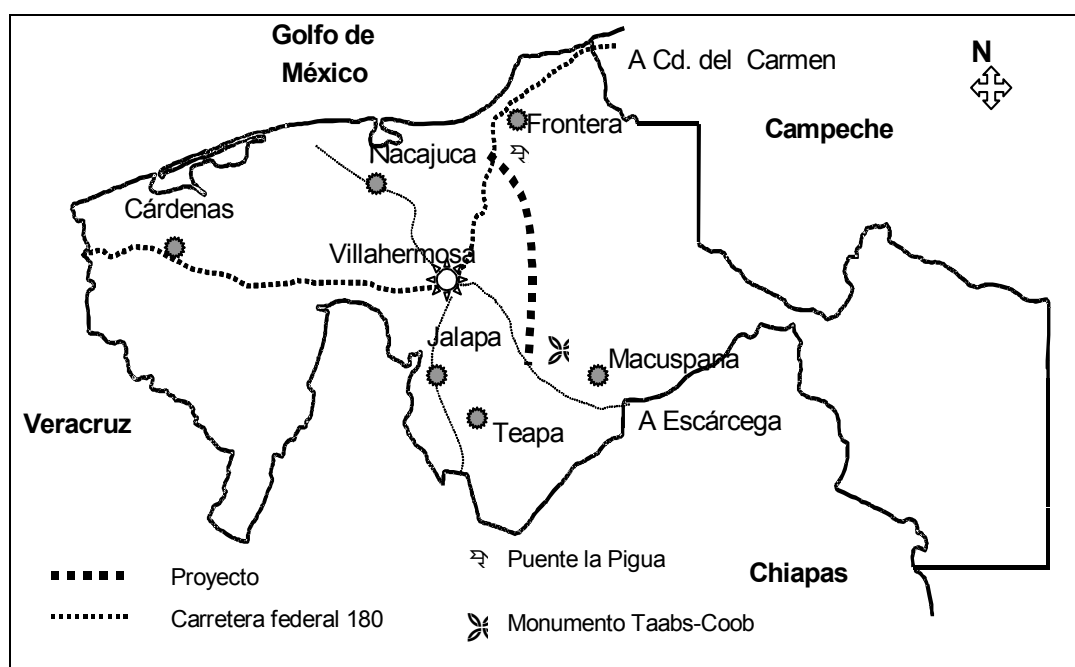 Golfo de
México
N
A Cd. del Carmen
Frontera
Campeche
Nacajuca
Cárdenas
Villahermosa
Jalapa
Macuspana
Veracruz
Teapa
A Escárcega
Proyecto
Puente la Pigua
Chiapas
Carretera federal 180
Monumento Taabs-Coob